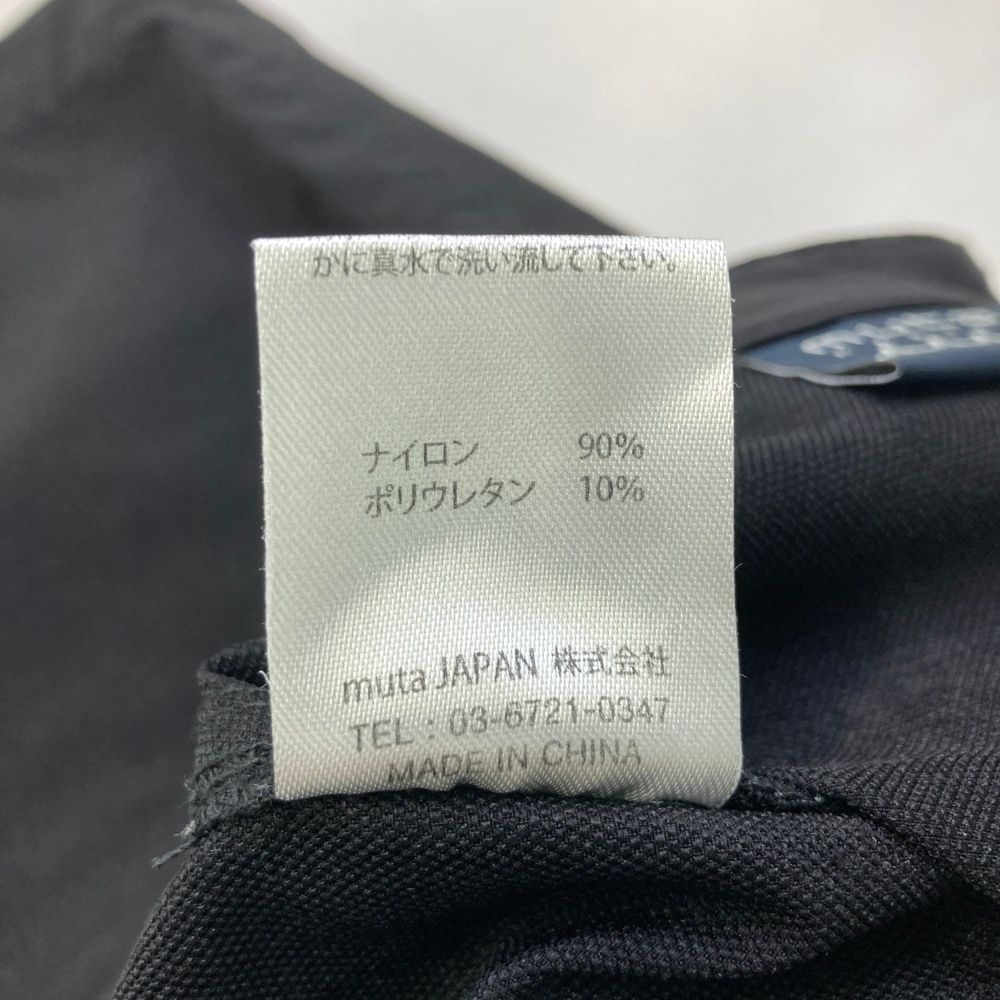 かに真水で洗い流して下さい。
ナイロン 90%
ポリウレタン 10%
muta JAPAN 株式会社
TEL : 03-6721-0347
MADE IN CHINA